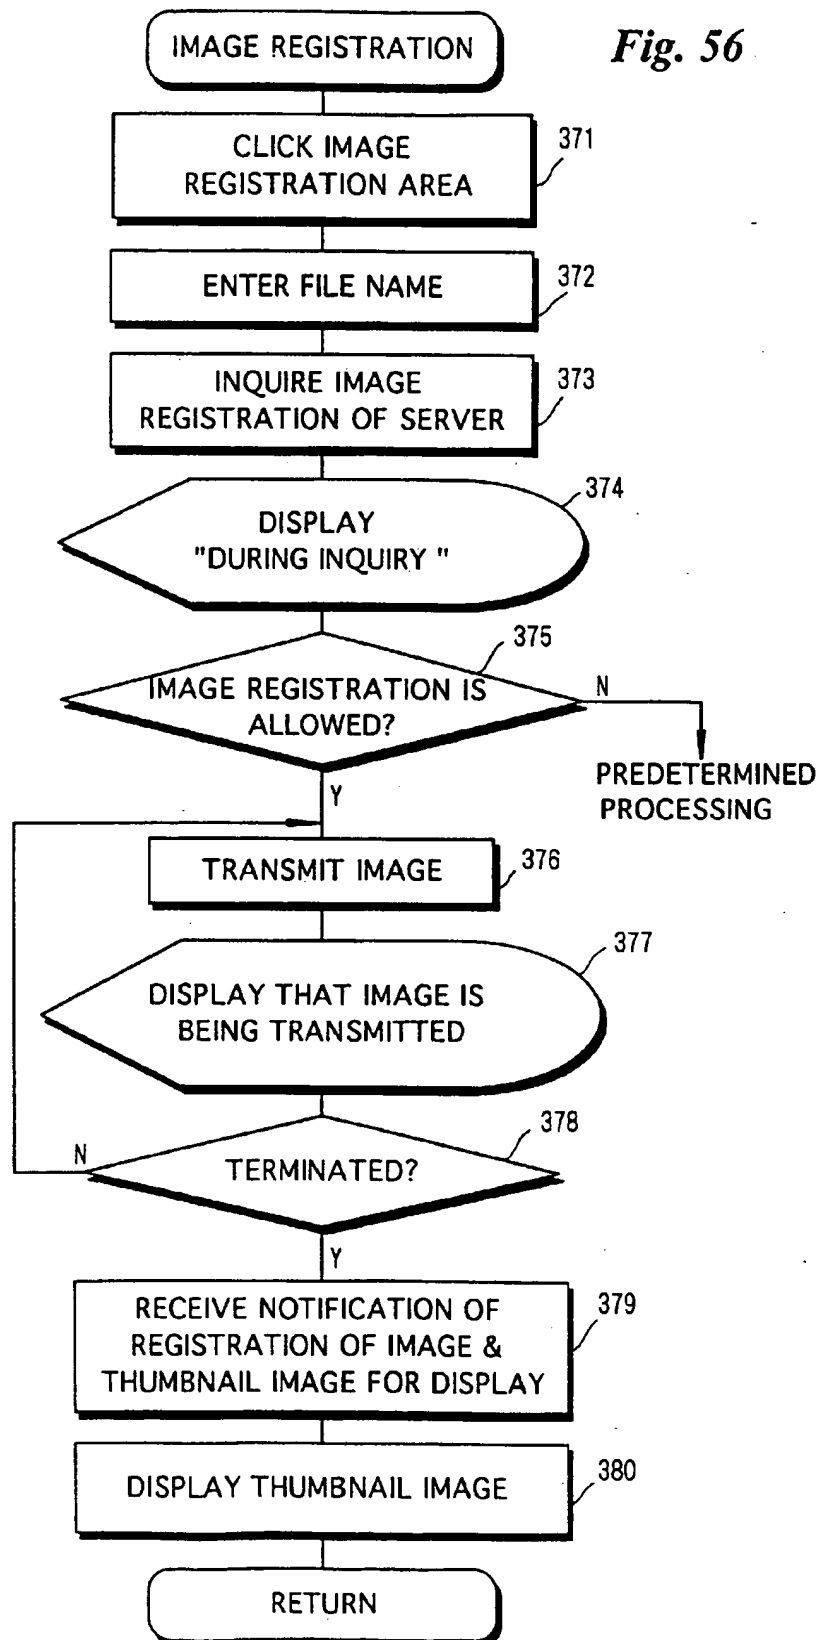 IMAGE REGISTRATION
Fig. 56
CLICK IMAGE
REGISTRATION AREA
371
ENTER FILE NAME
372
INQUIRE IMAGE
REGISTRATION OF SERVER
373
DISPLAY
"DURING INQUIRY "
374
IMAGE REGISTRATION IS
ALLOWED?
375
N
PREDETERMINED
PROCESSING
Y
TRANSMIT IMAGE
376
DISPLAY THAT IMAGE IS
BEING TRANSMITTED
377
TERMINATED?
378
N
Y
RECEIVE NOTIFICATION OF
REGISTRATION OF IMAGE &
THUMBNAIL IMAGE FOR DISPLAY
379
DISPLAY THUMBNAIL IMAGE
380
RETURN